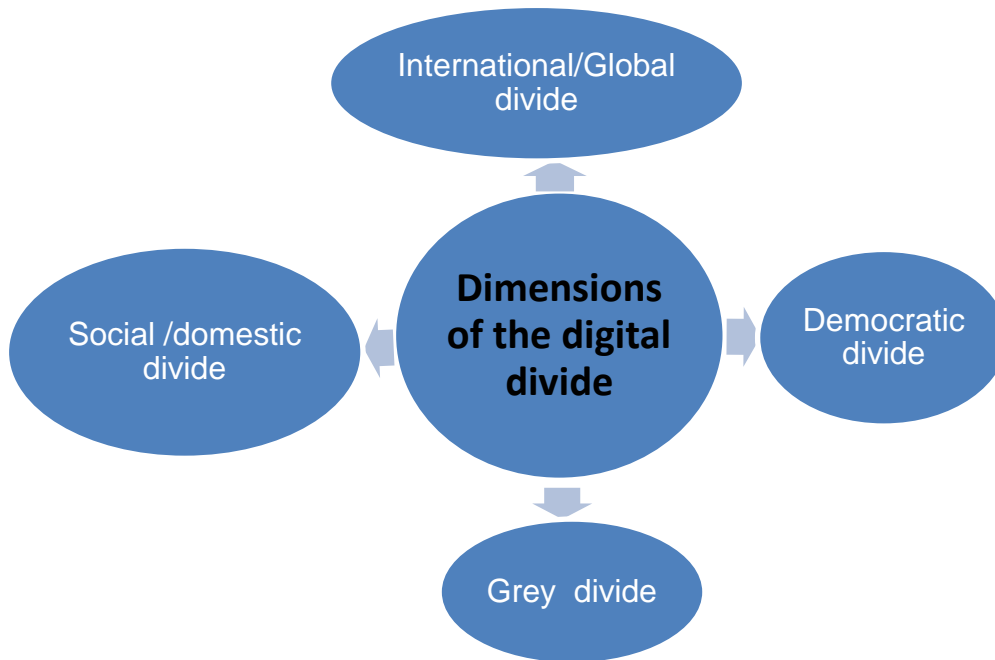 International/Global
divide
Dimensions
of the digital
divide
Social /domestic
divide
Democratic
divide
Grey  divide